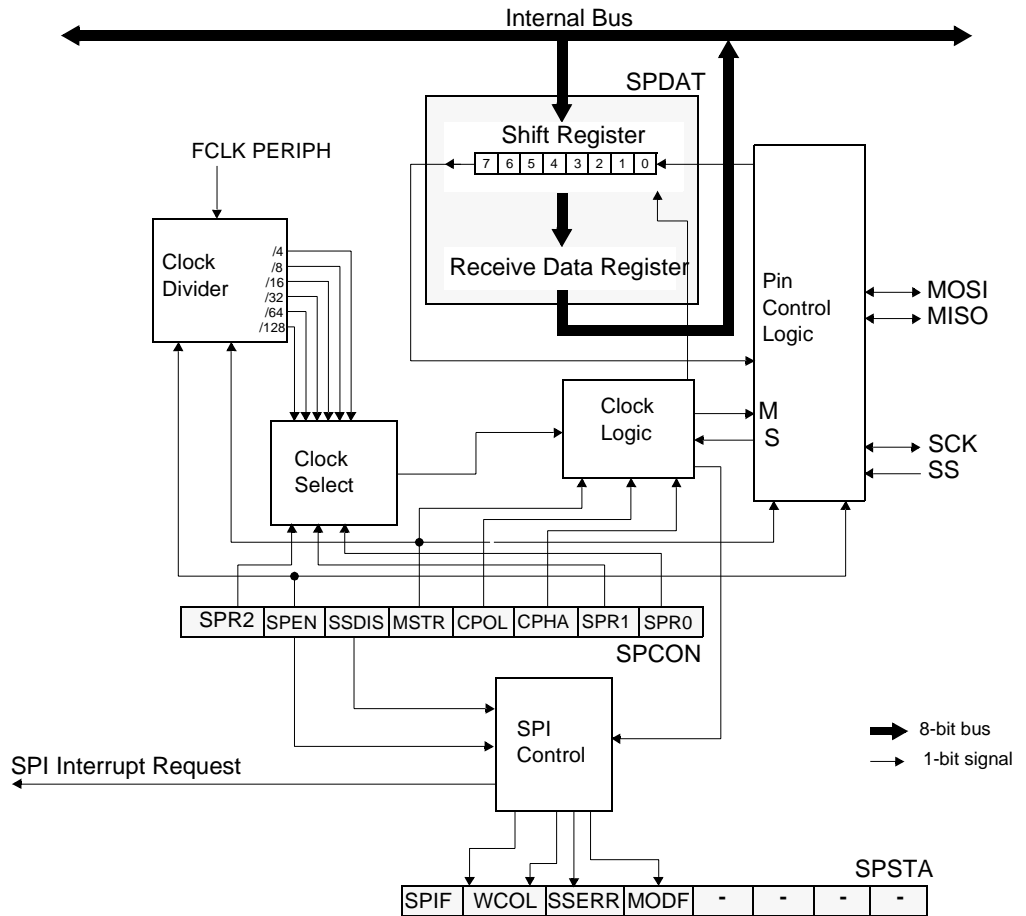 Internal Bus
SPDAT
Shift Register
7 6 5 4 3 2 1 0
FCLK PERIPH
Clock
Divider
/4
/8
/16
/32
/64
/128
Receive Data Register
Pin
Control
Logic
MOSI
MISO
Clock
Logic
M
S
SCK
SS
Clock
Select
SPR2 SPEN SSDIS MSTR CPOL CPHA SPR1 SPR0
SPCON
SPI
Control
8-bit bus
1-bit signal
SPI Interrupt Request
SPSTA
SPIF WCOL SSERR MODF - - - -